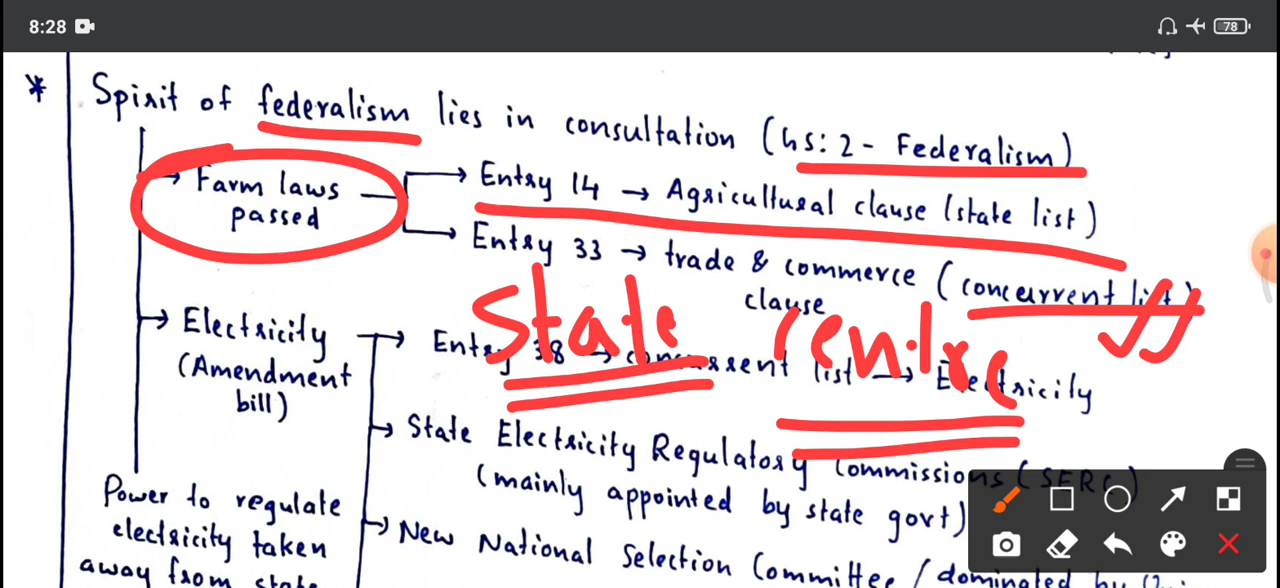 8:28
78
* Spirit of federalism lies in consultation (GS: 2 - Federalism)
→ Farm laws passed
→ Entry 14 → Agricultural clause (state list)
→ Entry 33 → trade & commerce clause (concurrent list)
State Centre
→ Electricity (Amendment bill)
→ Entry 38 → concurrent list → Electricity
→ State Electricity Regulatory Commissions (SERC)
(mainly appointed by state govt)
Power to regulate
electricity taken
away from state
→ New National Selection Committee (dominated by